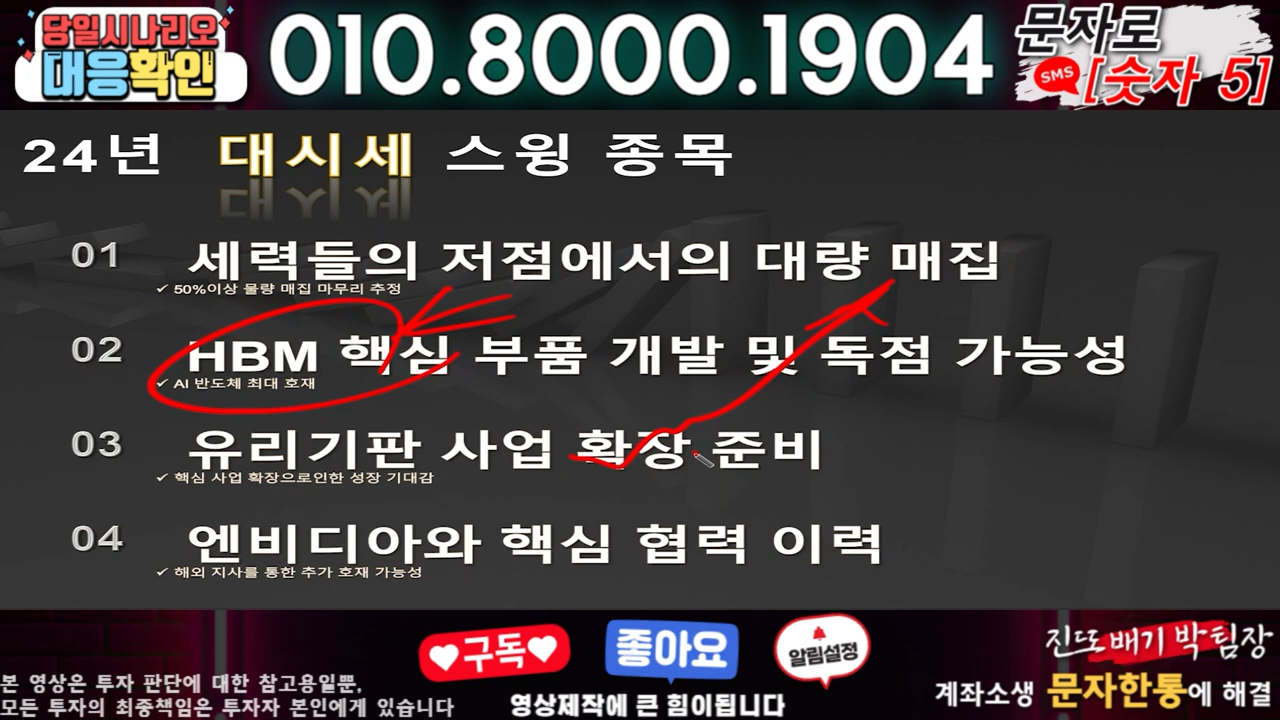 당일시나리오
대응확인
010.8000.1904
문자로
SMS
[숫자 5]
24년 대시세 스윙 종목
01 세력들의 저점에서의 대량 매집
✓ 50%이상 물량 매집 마무리 추정
02 HBM 핵심 부품 개발 및 독점 가능성
✓ AI 반도체 최대 호재
03 유리기판 사업 확장 준비
✓ 핵심 사업 확장으로인한 성장 기대감
04 엔비디아와 핵심 협력 이력
✓ 해외 지사를 통한 추가 호재 가능성
구독
좋아요
알림설정
영상제작에 큰 힘이됩니다
본 영상은 투자 판단에 대한 참고용일뿐,
모든 투자의 최종책임은 투자자 본인에게 있습니다
진또배기 박팀장
계좌소생 문자한통에 해결